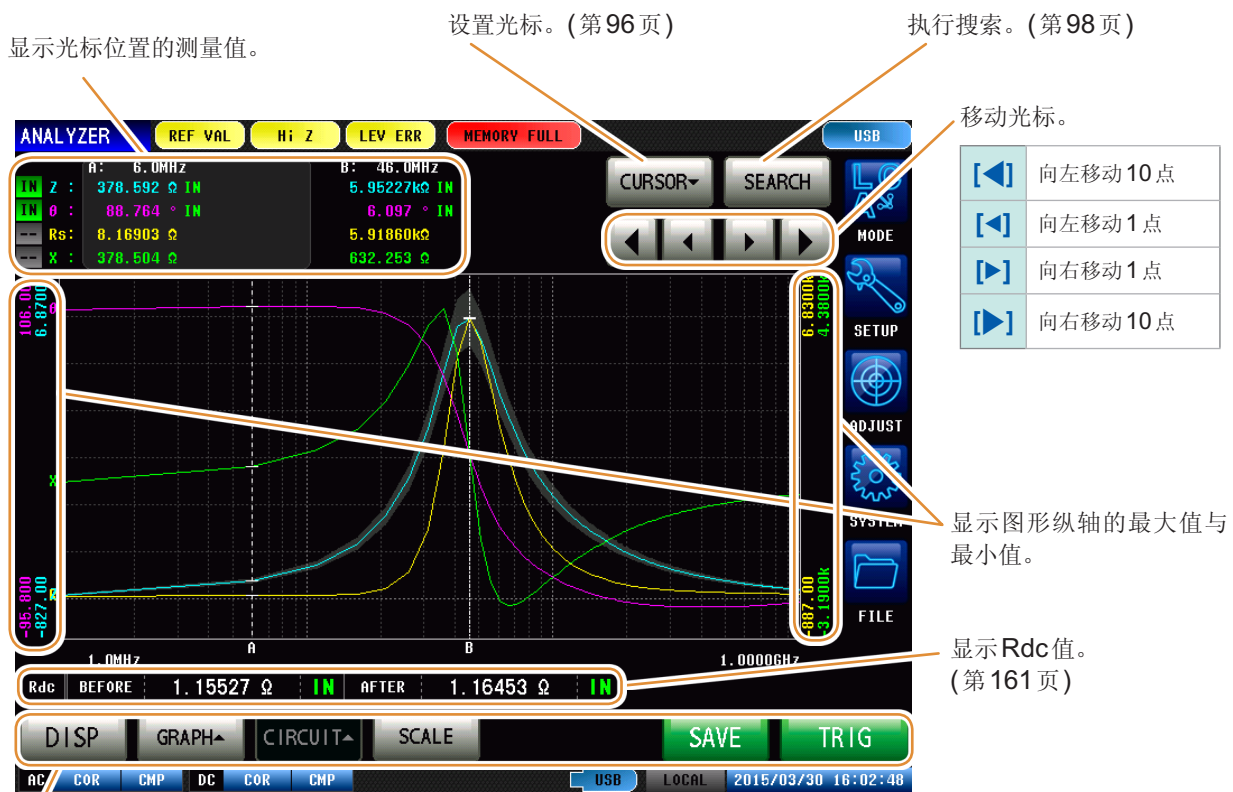 设置光标。(第96页)
执行搜索。(第98页)
显示光标位置的测量值。
移动光标。
[◀] 向左移动10点
[◀] 向左移动1点
[▶] 向右移动1点
[▶] 向右移动10点
ANALYZER REF VAL Hi Z LEV ERR MEMORY FULL USB
A: 6.0MHz B: 46.0MHz
IN Z : 378.592 Ω IN 5.95227kΩ IN
IN θ : 88.764 ° IN 6.097 ° IN
-- Rs: 8.16903 Ω 5.91860kΩ
-- X : 378.504 Ω 632.253 Ω
CURSOR SEARCH
MODE
SETUP
ADJUST
SYSTEM
FILE
106.00
6.8700
6.8300k
4.3800k
θ
X
-95.800
-827.00
-887.00
-3.1900k
A B
1.0MHz 1.0000GHz
显示图形纵轴的最大值与
最小值。
显示Rdc值。
(第161页)
Rdc BEFORE 1.15527 Ω IN AFTER 1.16453 Ω IN
DISP GRAPH CIRCUIT SCALE SAVE TRIG
AC COR CMP DC COR CMP USB LOCAL 2015/03/30 16:02:48